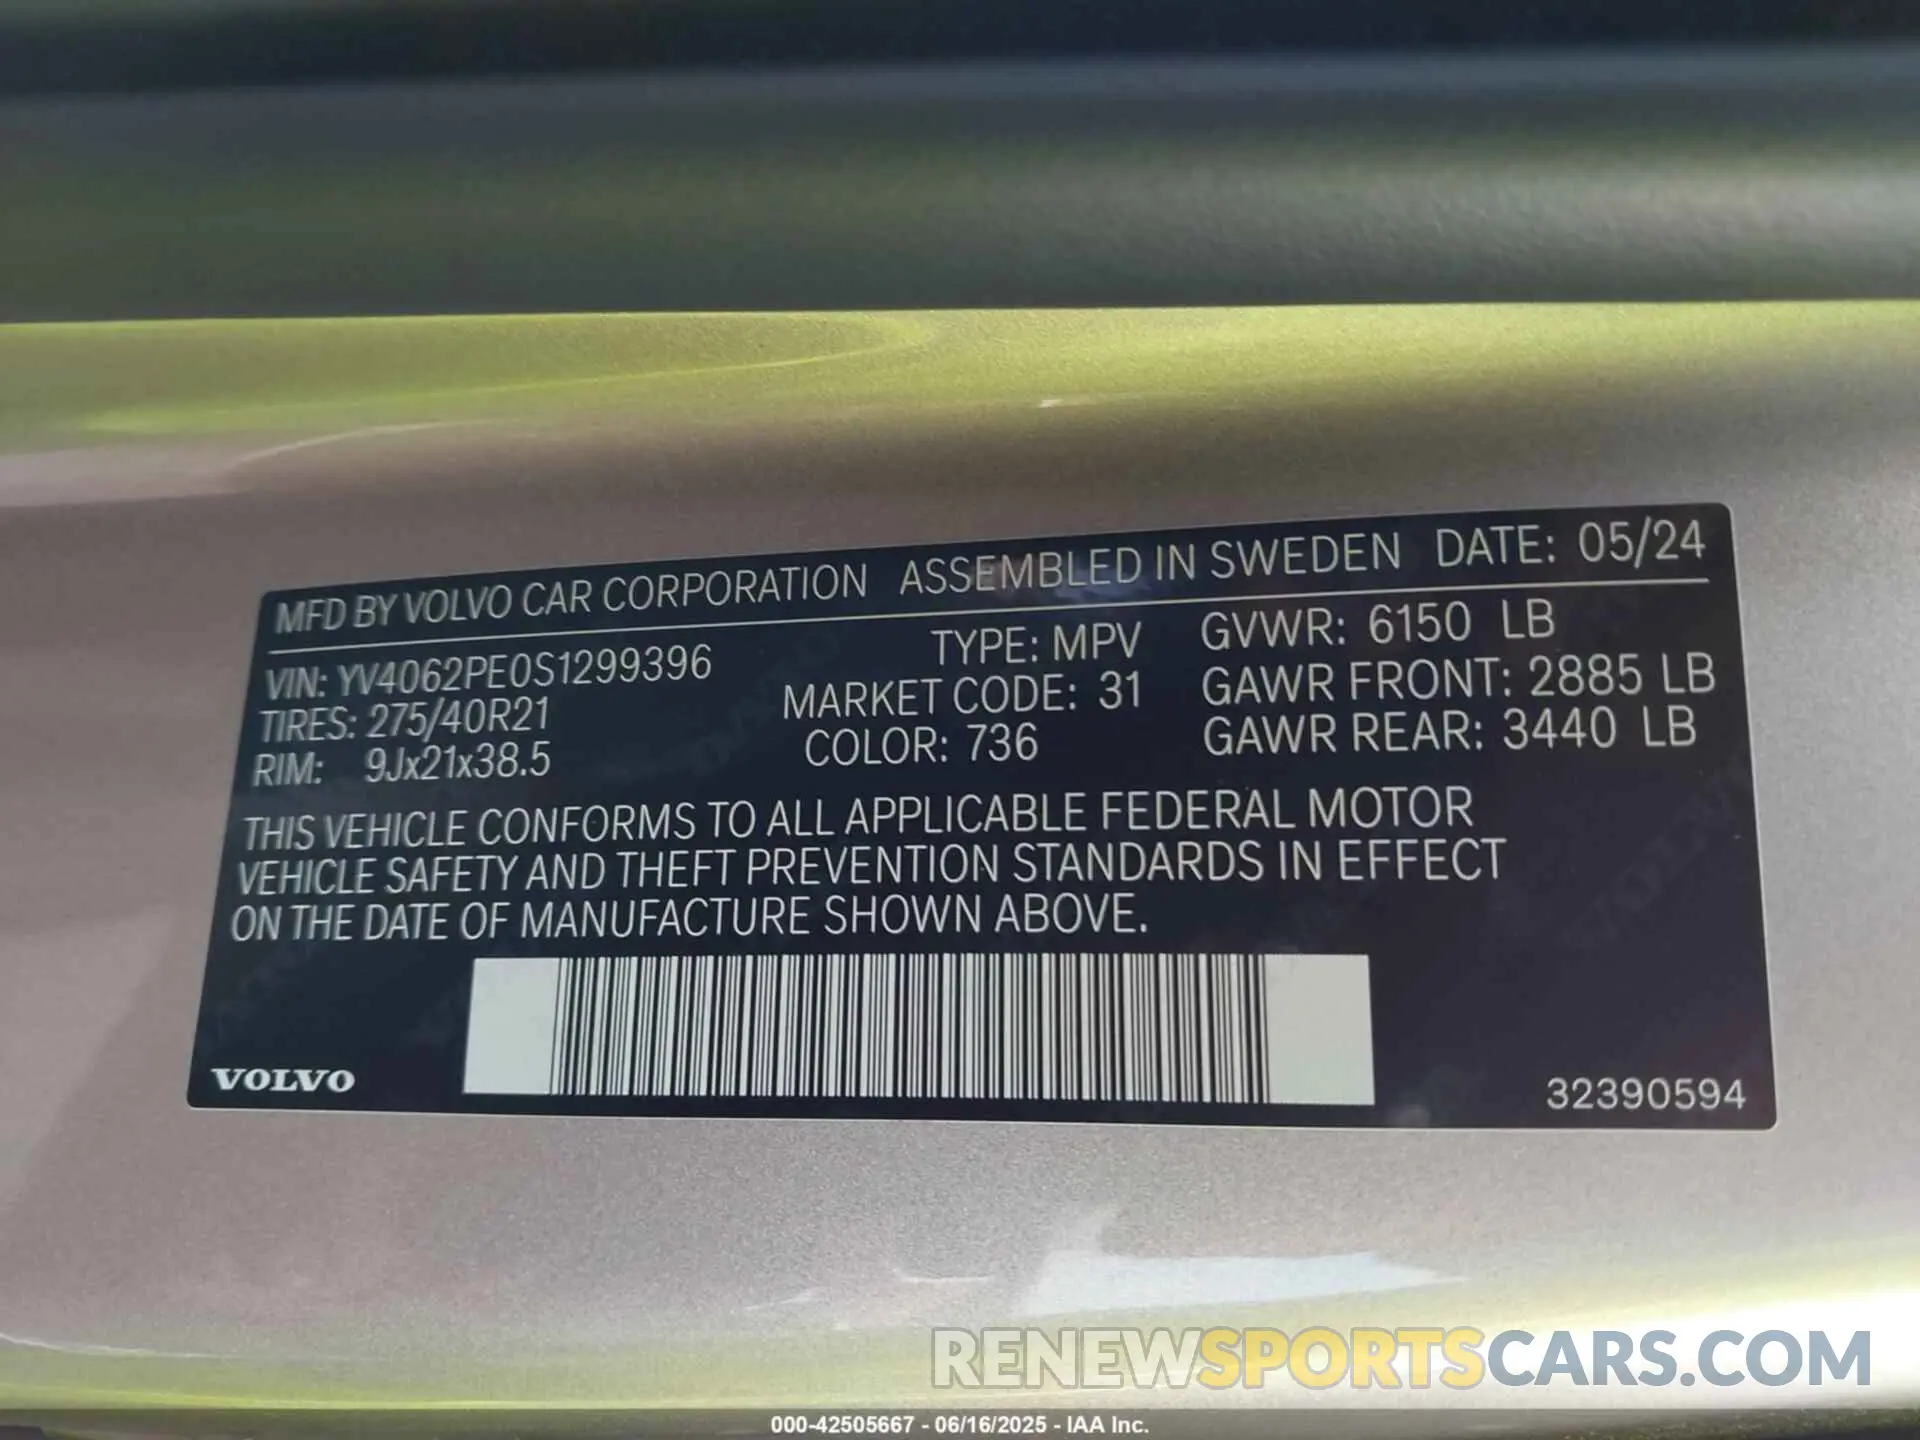 MFD BY VOLVO CAR CORPORATION ASSEMBLED IN SWEDEN DATE: 05/24
VIN: YV4062PE0S1299396 TYPE: MPV GVWR: 6150 LB
TIRES: 275/40R21 MARKET CODE: 31 GAWR FRONT: 2885 LB
RIM: 9Jx21x38.5 COLOR: 736 GAWR REAR: 3440 LB
THIS VEHICLE CONFORMS TO ALL APPLICABLE FEDERAL MOTOR
VEHICLE SAFETY AND THEFT PREVENTION STANDARDS IN EFFECT
ON THE DATE OF MANUFACTURE SHOWN ABOVE.
VOLVO 32390594
RENEWSPORTSCARS.COM
000-42505667 - 06/16/2025 - IAA Inc.